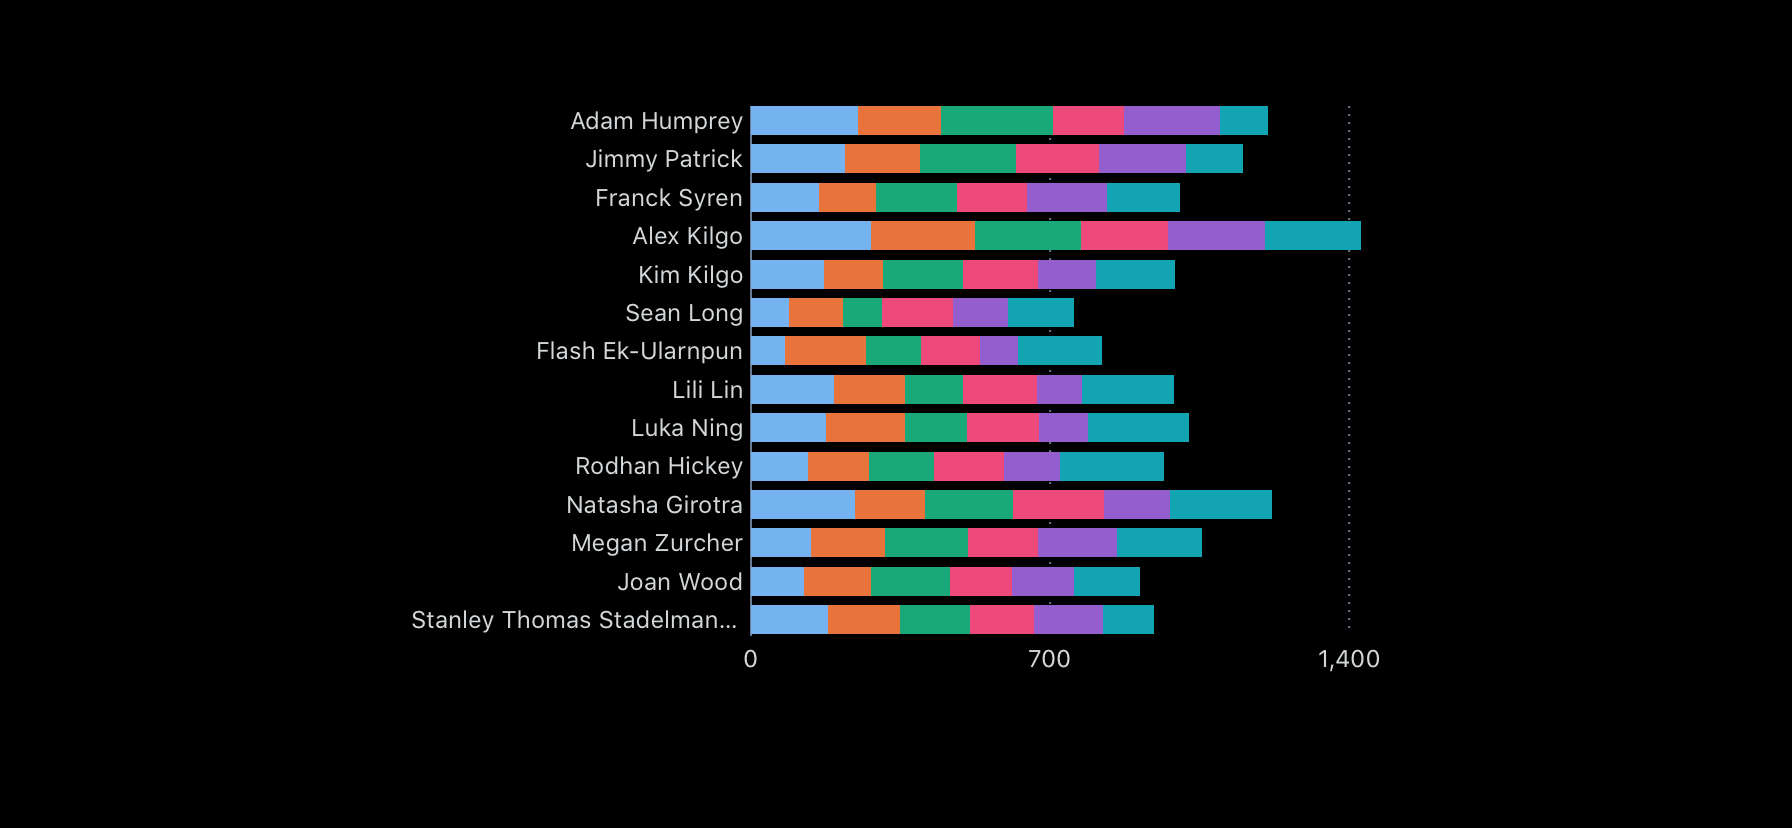 Adam Humprey
Jimmy Patrick
Franck Syren
Alex Kilgo
Kim Kilgo
Sean Long
Flash Ek-Ularnpun
Lili Lin
Luka Ning
Rodhan Hickey
Natasha Girotra
Megan Zurcher
Joan Wood
Stanley Thomas Stadelman...
0 700 1,400